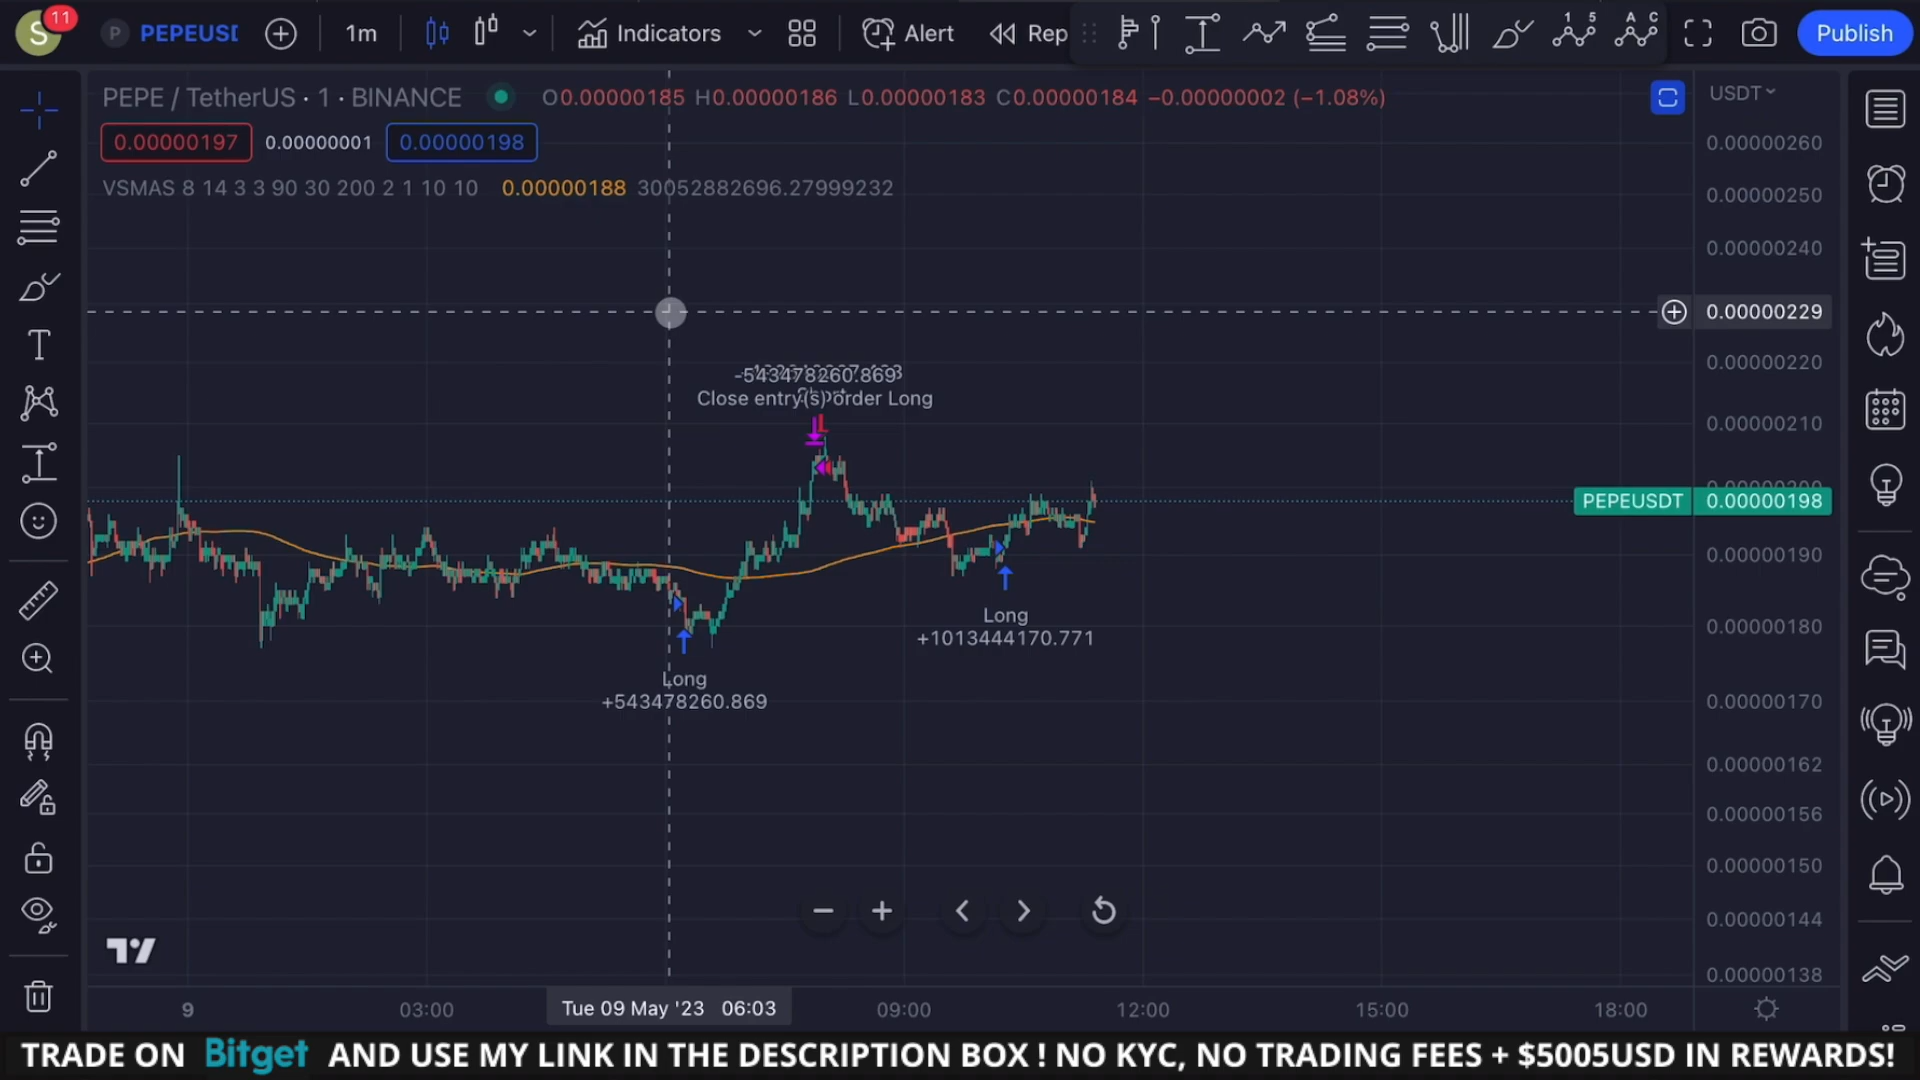 S
11
P
PEPEUSI
1m
Indicators
Alert
Rep
1 5
A C
Publish
PEPE / TetherUS · 1 · BINANCE
O0.00000185 H0.00000186 L0.00000183 C0.00000184 −0.00000002 (−1.08%)
0.00000197
0.00000001
0.00000198
VSMAS 8 14 3 3 90 30 200 2 1 10 10 0.00000188 30052882696.27999232
USDT
0.00000260
0.00000250
0.00000240
0.00000229
0.00000220
0.00000210
PEPEUSDT 0.00000198
0.00000190
0.00000180
0.00000170
0.00000162
0.00000156
0.00000150
0.00000144
0.00000138
-543478260.869
Close entry(s) order Long
Long
+1013444170.771
Long
+543478260.869
9
03:00
Tue 09 May '23 06:03
09:00
12:00
15:00
18:00
TRADE ON Bitget AND USE MY LINK IN THE DESCRIPTION BOX ! NO KYC, NO TRADING FEES + $5005USD IN REWARDS!